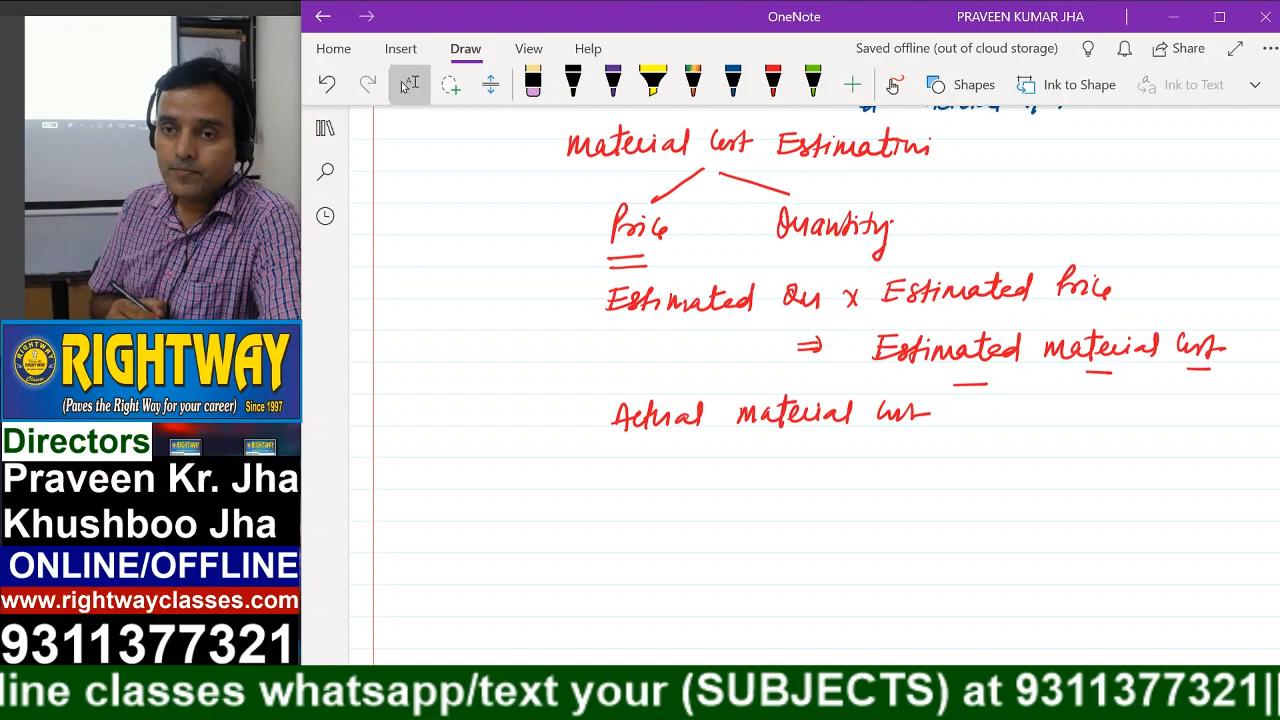 OneNote
PRAVEEN KUMAR JHA
Home Insert Draw View Help
Saved offline (out of cloud storage)
Share
Shapes
Ink to Shape
Ink to Text
Material Cost Estimation
Price Quantity
Estimated Qu x Estimated Price
⇒ Estimated material Cost
Actual material Cost
RIGHTWAY
(Paves the Right Way for your career) Since 1997
Directors
Praveen Kr. Jha
Khushboo Jha
ONLINE/OFFLINE
www.rightwayclasses.com
9311377321
line classes whatsapp/text your (SUBJECTS) at 9311377321||